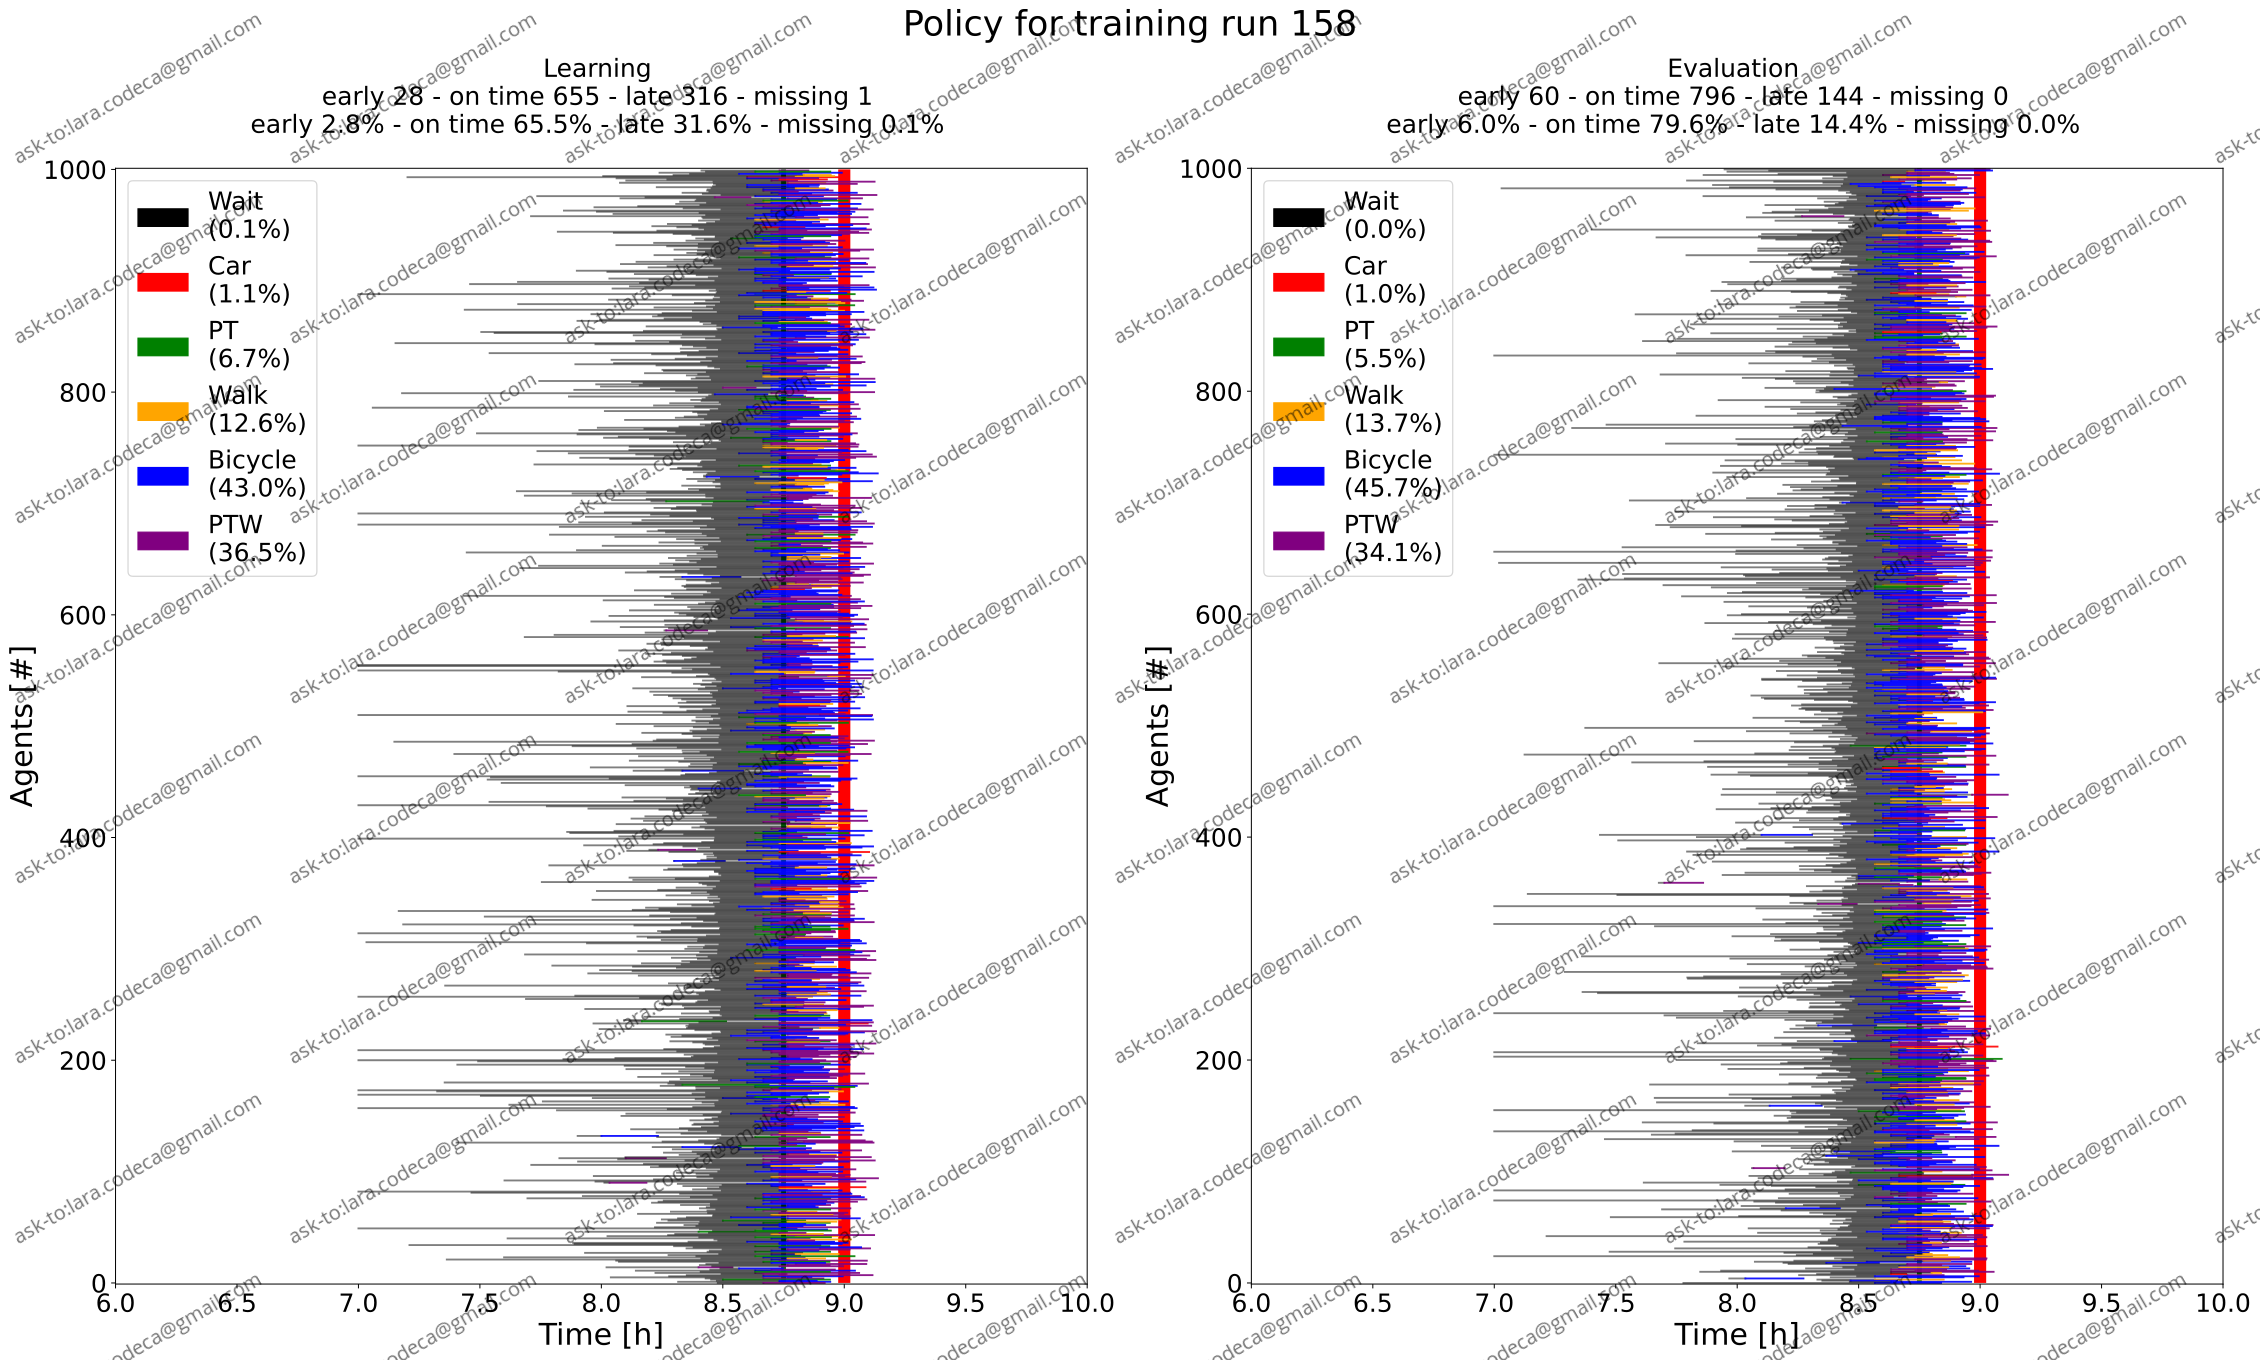 Policy for training run 158
Learning
early 28 - on time 655 - late 316 - missing 1
early 2.8% - on time 65.5% - late 31.6% - missing 0.1%
Agents [#]
1000
800
600
400
200
0
Wait
(0.1%)
Car
(1.1%)
PT
(6.7%)
Walk
(12.6%)
Bicycle
(43.0%)
PTW
(36.5%)
6.0 6.5 7.0 7.5 8.0 8.5 9.0 9.5 10.0
Time [h]
Evaluation
early 60 - on time 796 - late 144 - missing 0
early 6.0% - on time 79.6% - late 14.4% - missing 0.0%
Agents [#]
1000
800
600
400
200
0
Wait
(0.0%)
Car
(1.0%)
PT
(5.5%)
Walk
(13.7%)
Bicycle
(45.7%)
PTW
(34.1%)
6.0 6.5 7.0 7.5 8.0 8.5 9.0 9.5 10.0
Time [h]
ask-to:lara.codeca@gmail.com